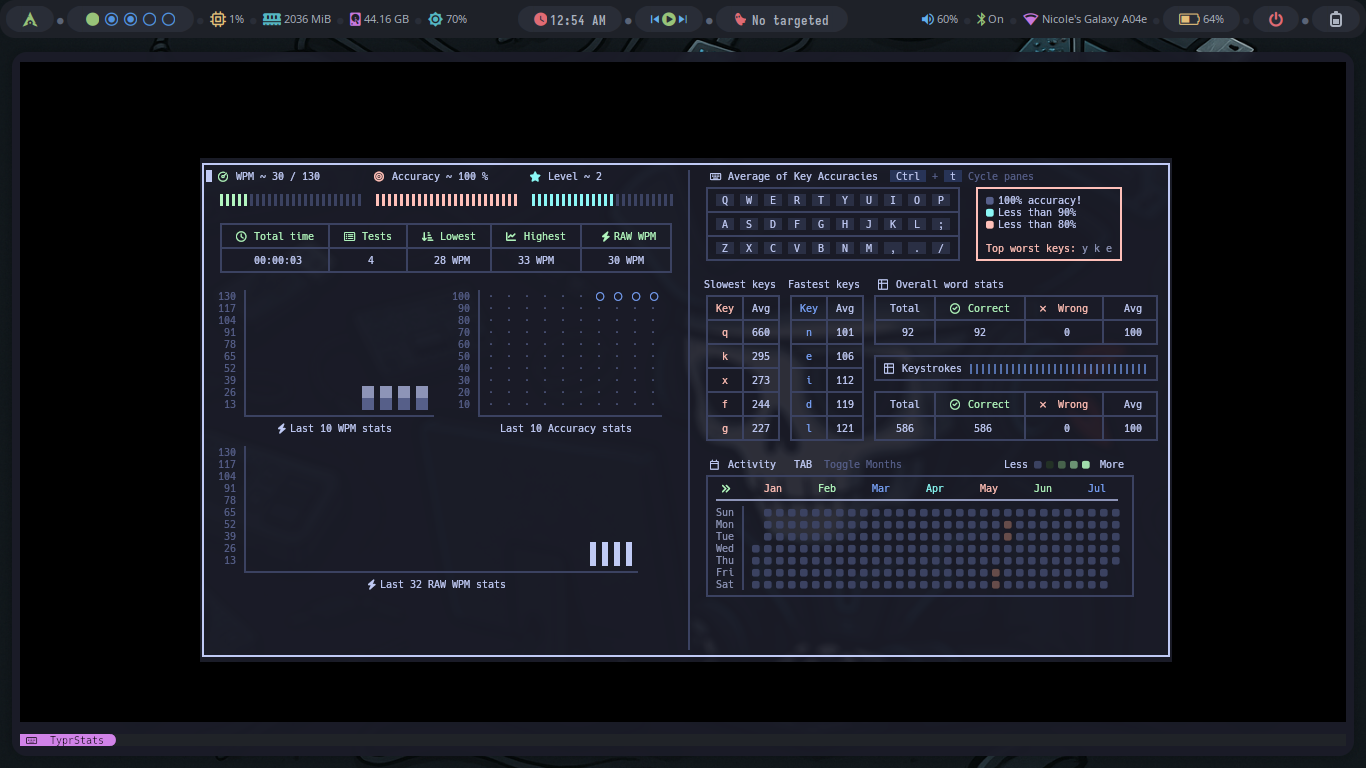 1% 2036 MiB 44.16 GB 70% 12:54 AM No targeted 60% On Nicole's Galaxy A04e 64%
WPM ~ 30 / 130 Accuracy ~ 100 % Level ~ 2
Total time Tests Lowest Highest RAW WPM
00:00:03 4 28 WPM 33 WPM 30 WPM
130
117
104
91
78
65
52
39
26
13
Last 10 WPM stats
100
90
80
70
60
50
40
30
20
10
Last 10 Accuracy stats
130
117
104
91
78
65
52
39
26
13
Last 32 RAW WPM stats
Average of Key Accuracies Ctrl + t Cycle panes
Q W E R T Y U I O P
A S D F G H J K L ;
Z X C V B N M , . /
100% accuracy!
Less than 90%
Less than 80%
Top worst keys: y k e
Slowest keys
Key Avg
q 660
k 295
x 273
f 244
g 227
Fastest keys
Key Avg
n 101
e 106
i 112
d 119
l 121
Overall word stats
Total Correct Wrong Avg
92 92 0 100
Keystrokes
Total Correct Wrong Avg
586 586 0 100
Activity TAB Toggle Months Less More
Jan Feb Mar Apr May Jun Jul
Sun
Mon
Tue
Wed
Thu
Fri
Sat
TyprStats